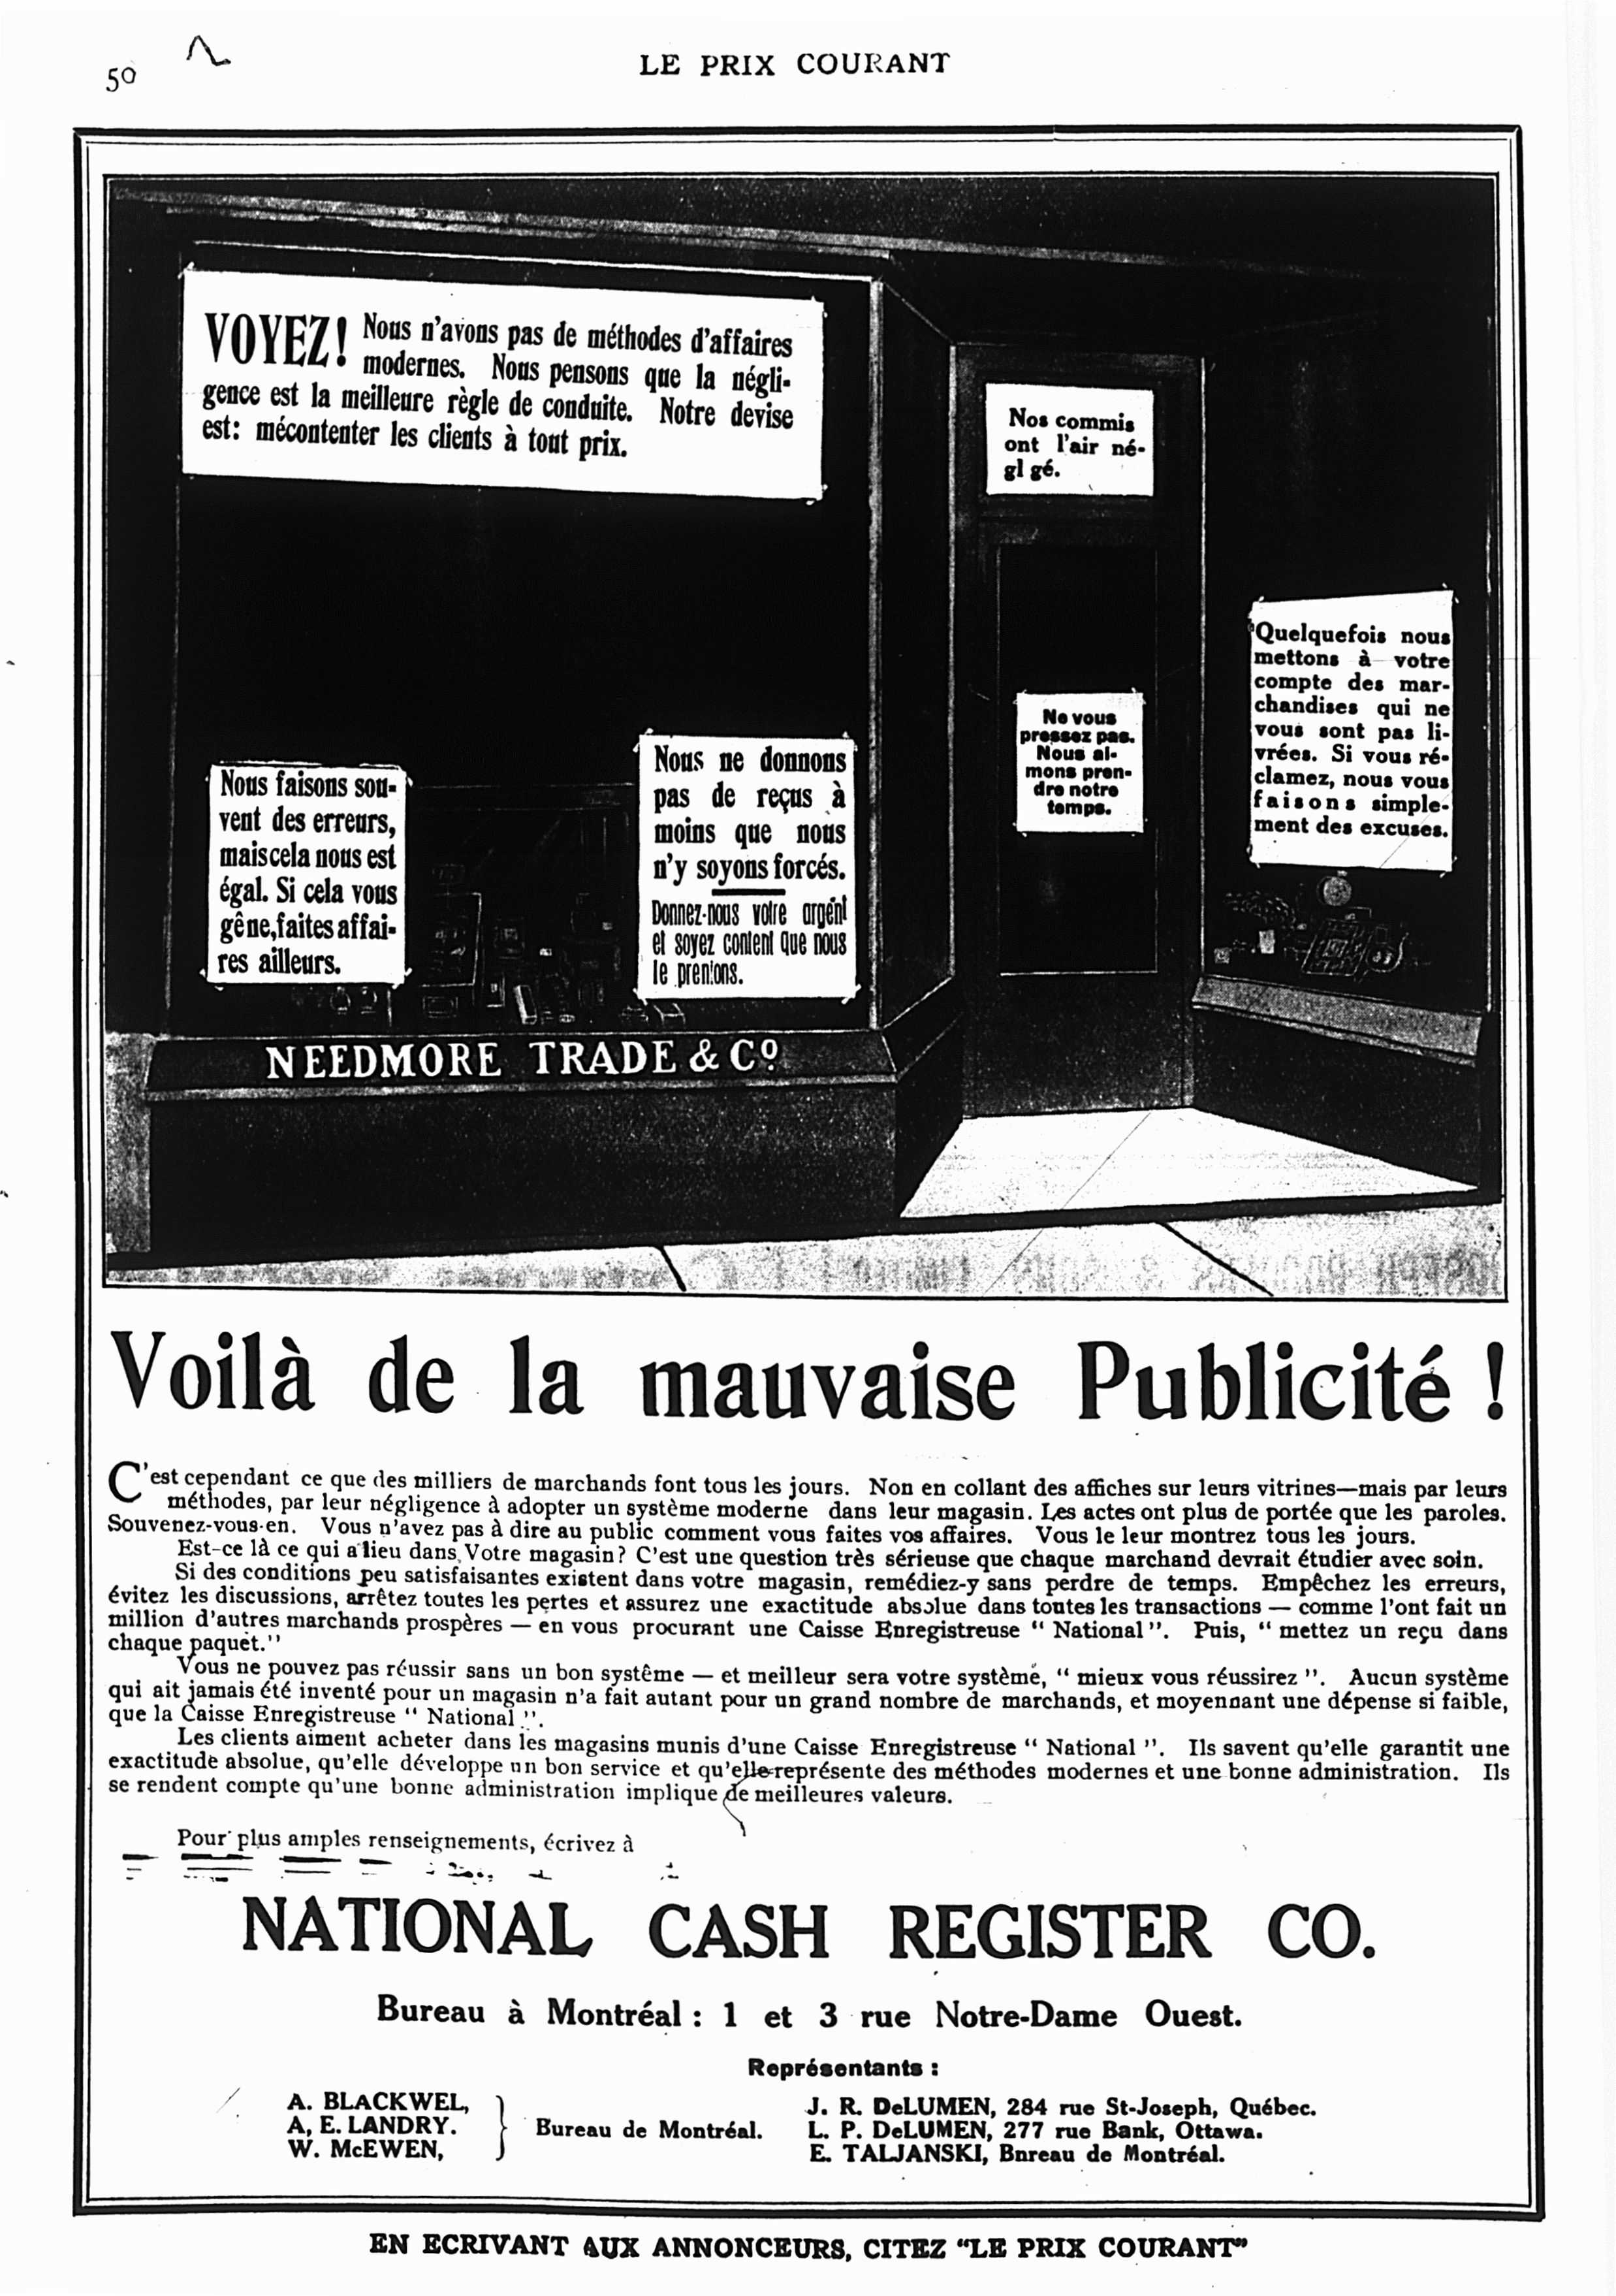 50
LE PRIX COURANT
VOYEZ! Nous n'avons pas de méthodes d'affaires
modernes. Nous pensons que la négli-
gence est la meilleure règle de conduite. Notre devise
est: mécontenter les clients à tout prix.
Nos commis
ont l'air né-
gl gé.
Ne vous
pressez pas.
Nous ai-
mons pren-
dre notre
temps.
Quelquefois nous
mettons à votre
compte des mar-
chandises qui ne
vous sont pas li-
vrées. Si vous ré-
clamez, nous vous
faisons simple-
ment des excuses.
Nous faisons sou-
vent des erreurs,
mais cela nous est
égal. Si cela vous
gêne, faites affai-
res ailleurs.
Nous ne donnons
pas de reçus à
moins que nous
n'y soyons forcés.
Donnez-nous votre argent
et soyez content que nous
le prenions.
NEEDMORE TRADE & Cº
Voilà de la mauvaise Publicité !
C'est cependant ce que des milliers de marchands font tous les jours. Non en collant des affiches sur leurs vitrines—mais par leurs
méthodes, par leur négligence à adopter un système moderne dans leur magasin. Les actes ont plus de portée que les paroles.
Souvenez-vous-en. Vous n'avez pas à dire au public comment vous faites vos affaires. Vous le leur montrez tous les jours.
Est-ce là ce qui a lieu dans Votre magasin? C'est une question très sérieuse que chaque marchand devrait étudier avec soin.
Si des conditions peu satisfaisantes existent dans votre magasin, remédiez-y sans perdre de temps. Empêchez les erreurs,
évitez les discussions, arrêtez toutes les pertes et assurez une exactitude absolue dans toutes les transactions — comme l'ont fait un
million d'autres marchands prospères — en vous procurant une Caisse Enregistreuse " National". Puis, " mettez un reçu dans
chaque paquet."
Vous ne pouvez pas réussir sans un bon systême — et meilleur sera votre système, " mieux vous réussirez ". Aucun système
qui ait jamais été inventé pour un magasin n'a fait autant pour un grand nombre de marchands, et moyennant une dépense si faible,
que la Caisse Enregistreuse " National ".
Les clients aiment acheter dans les magasins munis d'une Caisse Enregistreuse " National ". Ils savent qu'elle garantit une
exactitude absolue, qu'elle développe un bon service et qu'elle représente des méthodes modernes et une bonne administration. Ils
se rendent compte qu'une bonne administration implique de meilleures valeurs.
Pour plus amples renseignements, écrivez à
NATIONAL CASH REGISTER CO.
Bureau à Montréal : 1 et 3 rue Notre-Dame Ouest.
Représentants :
A. BLACKWEL,
A, E. LANDRY.
W. McEWEN,
Bureau de Montréal.
J. R. DeLUMEN, 284 rue St-Joseph, Québec.
L. P. DeLUMEN, 277 rue Bank, Ottawa.
E. TALJANSKI, Bnreau de Montréal.
EN ECRIVANT AUX ANNONCEURS, CITEZ "LE PRIX COURANT"